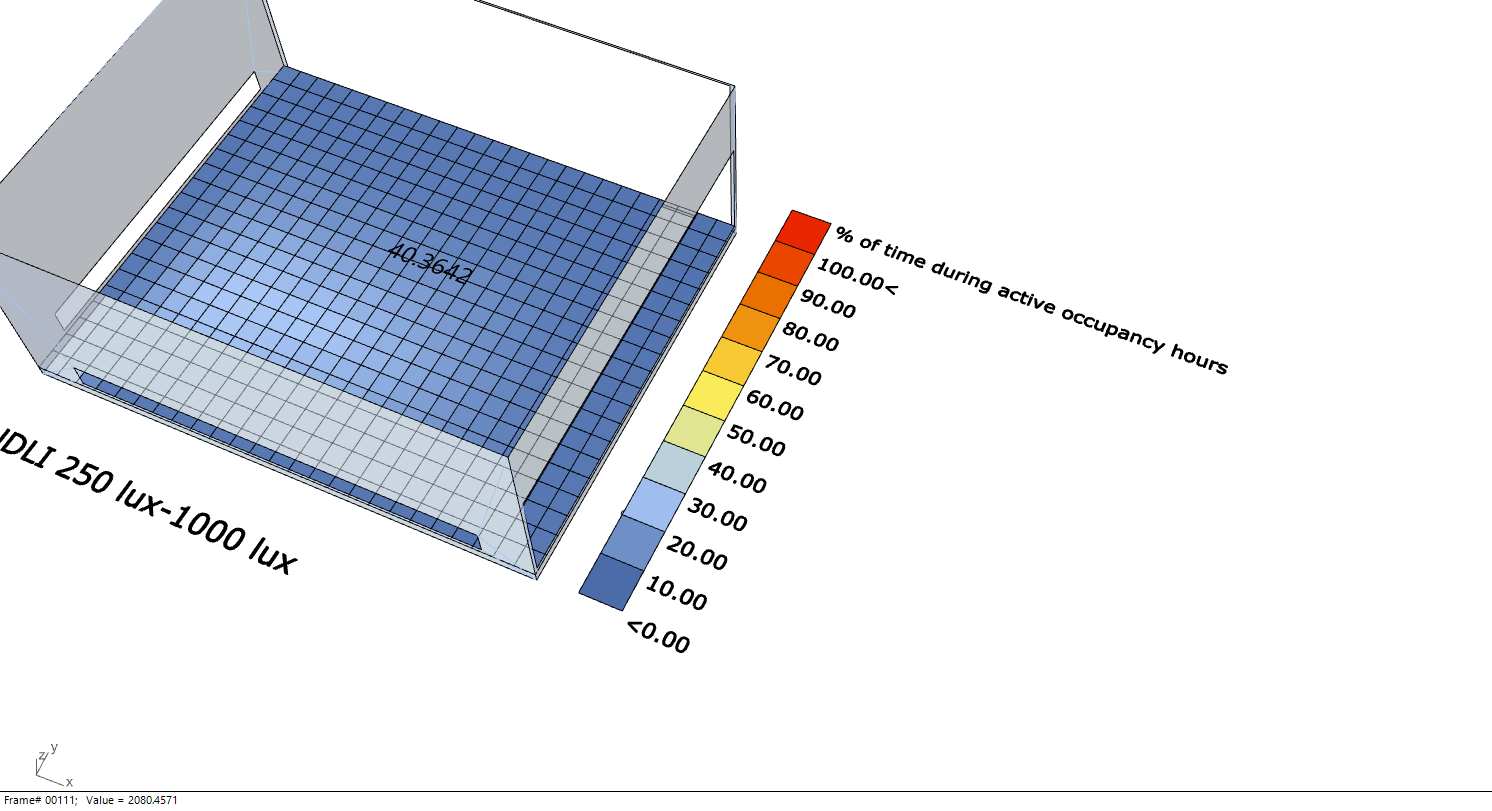 40.3642
% of time during active occupancy hours
100.00<
90.00
80.00
70.00
60.00
50.00
40.00
30.00
20.00
10.00
<0.00
250 lux-1000 lux
z
y
x
Frame# 00111; Value = 2080.4571